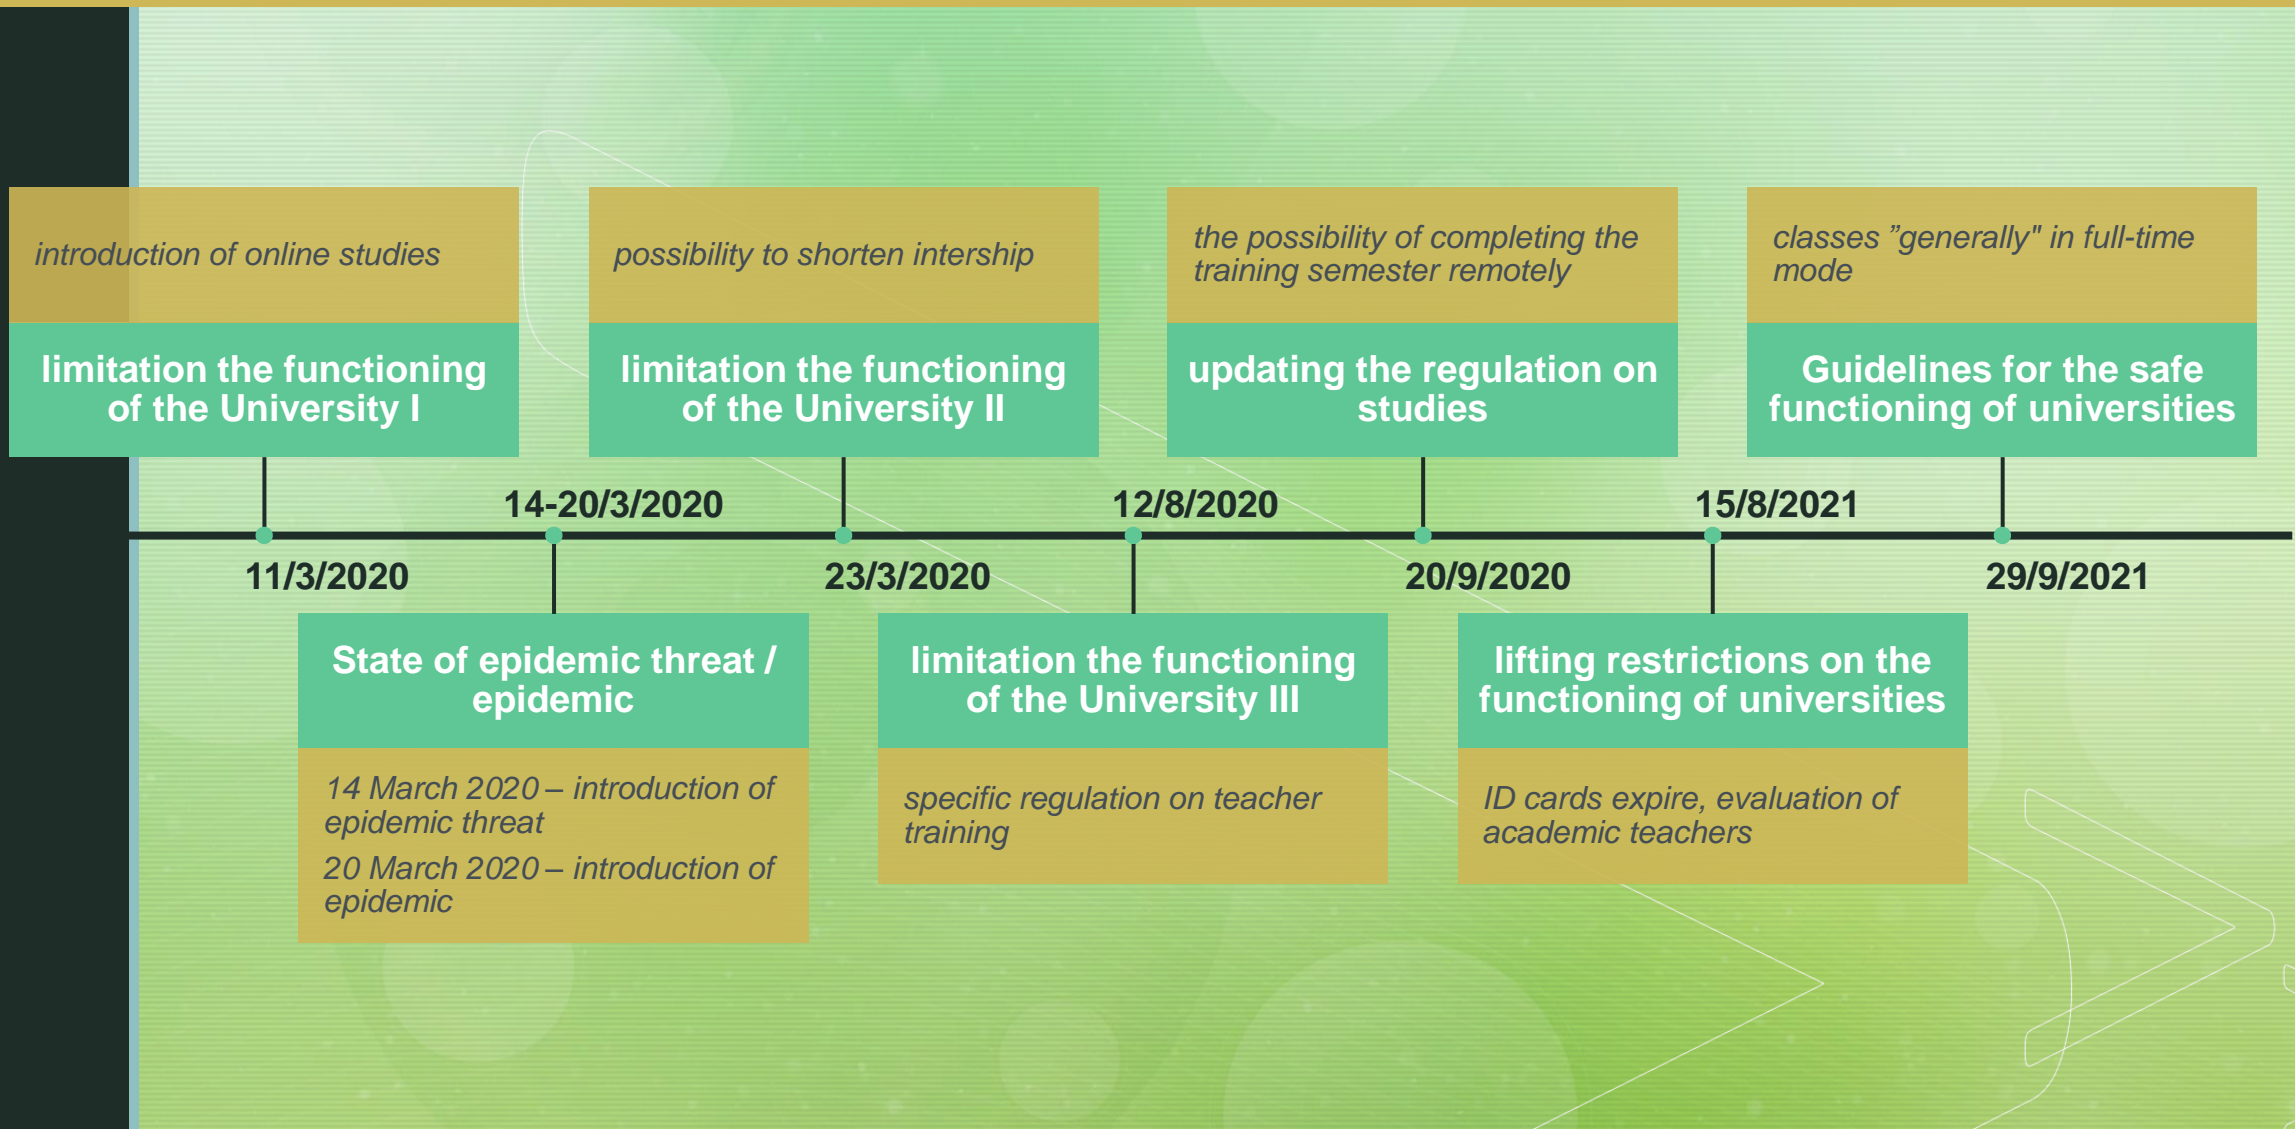 introduction of online studies
limitation the functioning
of the University I
11/3/2020
14-20/3/2020
State of epidemic threat /
epidemic
14 March 2020 – introduction of
epidemic threat
20 March 2020 – introduction of
epidemic
possibility to shorten intership
limitation the functioning
of the University II
23/3/2020
12/8/2020
limitation the functioning
of the University III
specific regulation on teacher
training
the possibility of completing the
training semester remotely
updating the regulation on
studies
20/9/2020
15/8/2021
lifting restrictions on the
functioning of universities
ID cards expire, evaluation of
academic teachers
classes ”generally" in full-time
mode
Guidelines for the safe
functioning of universities
29/9/2021